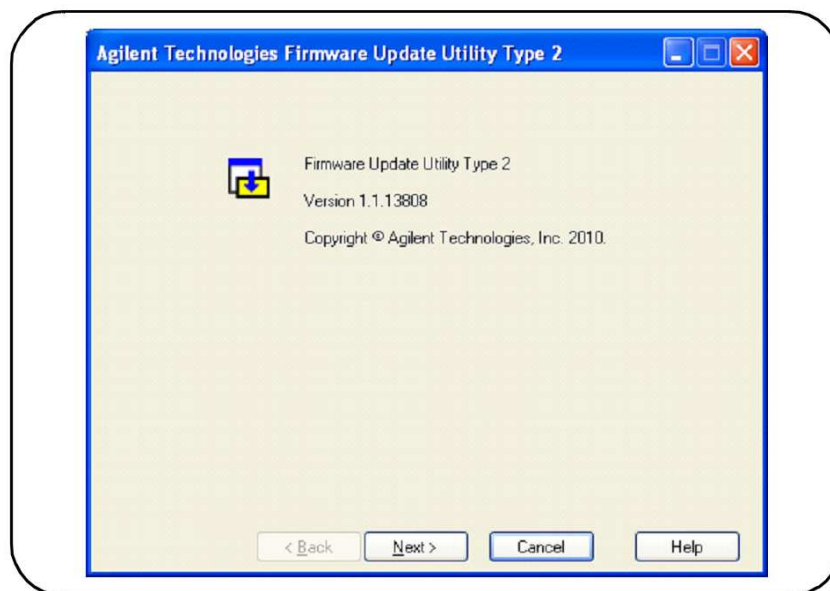 Agilent Technologies Firmware Update Utility Type 2
Firmware Update Utility Type 2
Version 1.1.13808
Copyright © Agilent Technologies, Inc. 2010.
< Back
Next >
Cancel
Help